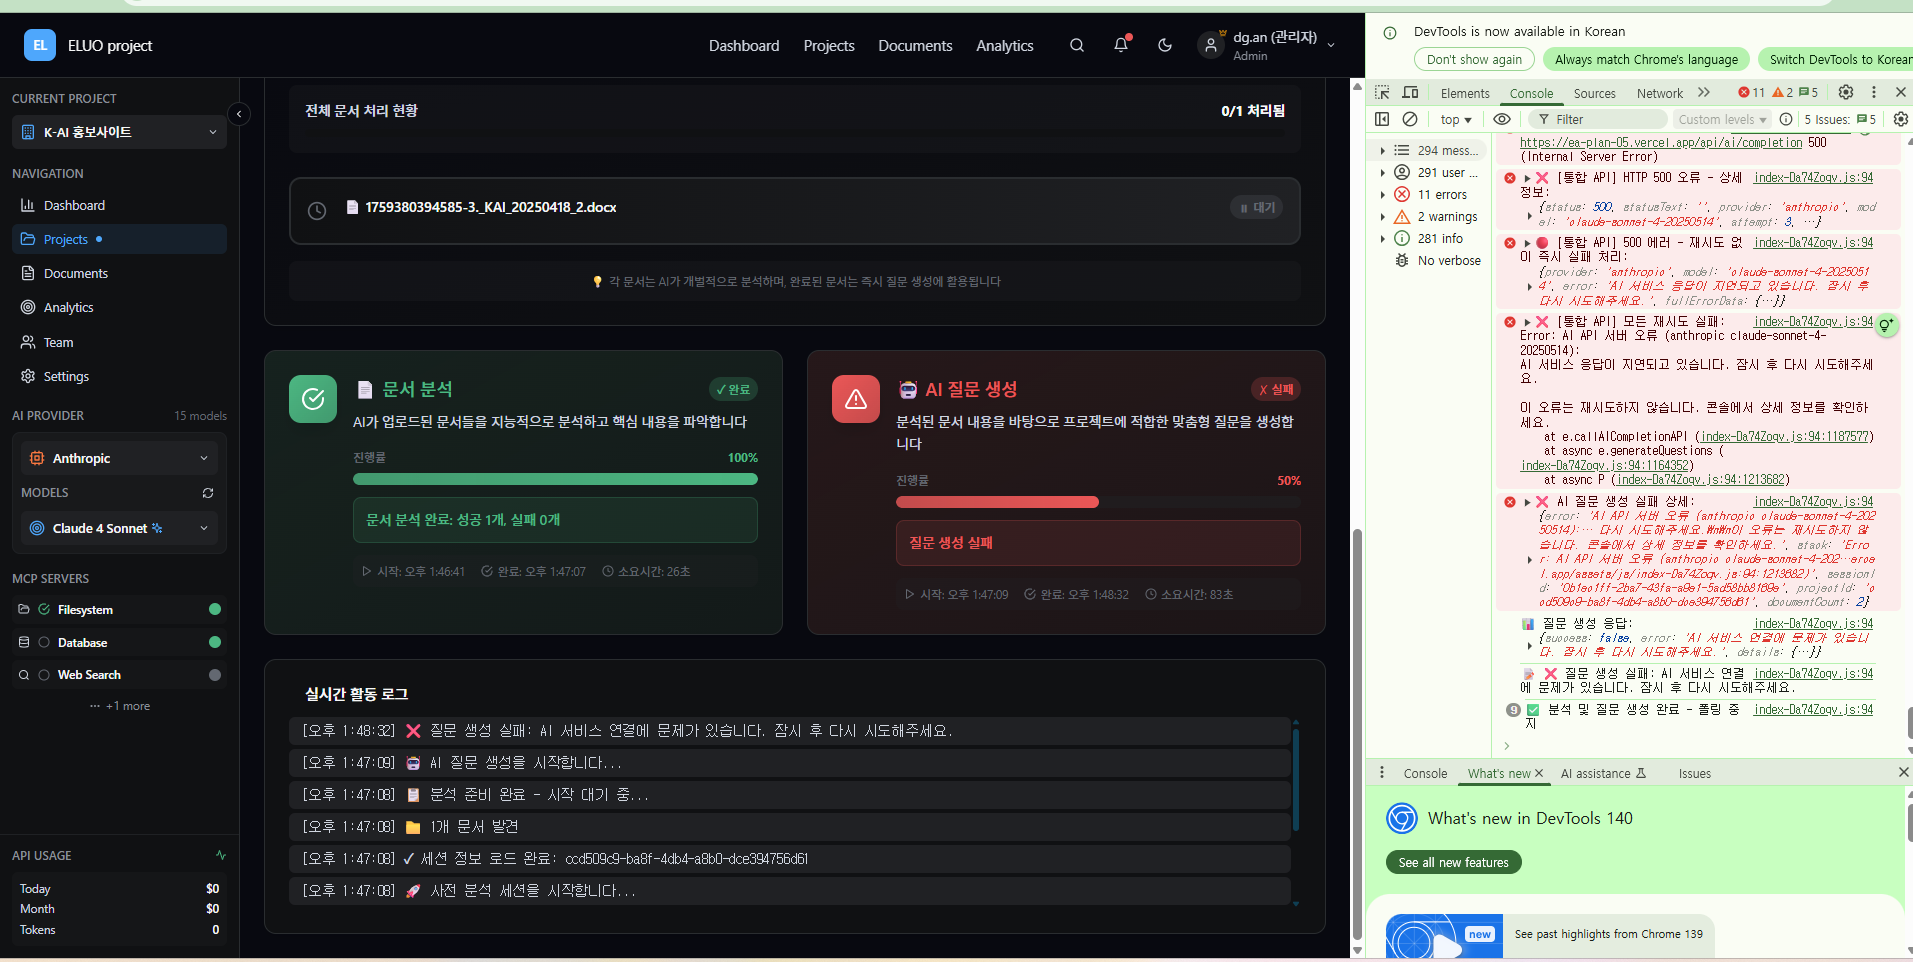 EL ELUO project
Dashboard Projects Documents Analytics
dg.an (관리자)
Admin
CURRENT PROJECT
K-AI 홍보사이트
NAVIGATION
Dashboard
Projects
Documents
Analytics
Team
Settings
AI PROVIDER 15 models
Anthropic
MODELS
Claude 4 Sonnet
MCP SERVERS
Filesystem
Database
Web Search
··· +1 more
API USAGE
Today $0
Month $0
Tokens 0
전체 문서 처리 현황 0/1 처리됨
1759380394585-3._KAI_20250418_2.docx
⏸ 대기
💡 각 문서는 AI가 개별적으로 분석하며, 완료된 문서는 즉시 질문 생성에 활용됩니다
📄 문서 분석 ✓ 완료
AI가 업로드된 문서들을 지능적으로 분석하고 핵심 내용을 파악합니다
진행률 100%
문서 분석 완료: 성공 1개, 실패 0개
시작: 오후 1:46:41 완료: 오후 1:47:07 소요시간: 26초
🤖 AI 질문 생성 ✗ 실패
분석된 문서 내용을 바탕으로 프로젝트에 적합한 맞춤형 질문을 생성합
니다
진행률 50%
질문 생성 실패
시작: 오후 1:47:09 완료: 오후 1:48:32 소요시간: 83초
실시간 활동 로그
[오후 1:48:32] ❌ 질문 생성 실패: AI 서비스 연결에 문제가 있습니다. 잠시 후 다시 시도해주세요.
[오후 1:47:09] 🤖 AI 질문 생성을 시작합니다...
[오후 1:47:08] 📋 분석 준비 완료 - 시작 대기 중...
[오후 1:47:08] 📁 1개 문서 발견
[오후 1:47:08] ✓ 세션 정보 로드 완료: ccd509c9-ba8f-4db4-a8b0-dce394756d61
[오후 1:47:08] 🚀 사전 분석 세션을 시작합니다...
DevTools is now available in Korean
Don't show again Always match Chrome's language Switch DevTools to Korean
Elements Console Sources Network 11 2 5
top Filter Custom levels 5 Issues: 5
294 mess...
291 user ...
11 errors
2 warnings
281 info
No verbose
https://ea-plan-05.vercel.app/api/ai/completion 500
(Internal Server Error)
❌ [통합 API] HTTP 500 오류 - 상세 index-Da74Zoqv.js:94
정보:
{status: 500, statusText: '', provider: 'anthropic', mod
el: 'claude-sonnet-4-20250514', attempt: 3, …}
🔴 [통합 API] 500 에러 - 재시도 없 index-Da74Zoqv.js:94
이 즉시 실패 처리:
{provider: 'anthropic', model: 'claude-sonnet-4-2025051
4', error: 'AI 서비스 응답이 지연되고 있습니다. 잠시 후
다시 시도해주세요.', fullErrorData: {…}}
❌ [통합 API] 모든 재시도 실패: index-Da74Zoqv.js:94
Error: AI API 서버 오류 (anthropic claude-sonnet-4-
20250514):
AI 서비스 응답이 지연되고 있습니다. 잠시 후 다시 시도해주세
요.
이 오류는 재시도하지 않습니다. 콘솔에서 상세 정보를 확인하
세요.
at e.callAICompletionAPI (index-Da74Zoqv.js:94:1187577)
at async e.generateQuestions (
index-Da74Zoqv.js:94:1164352)
at async P (index-Da74Zoqv.js:94:1213682)
❌ AI 질문 생성 실패 상세: index-Da74Zoqv.js:94
{error: 'AI API 서버 오류 (anthropic claude-sonnet-4-202
50514):… 다시 시도해주세요.\n\n이 오류는 재시도하지 않
습니다. 콘솔에서 상세 정보를 확인하세요.', stack: 'Erro
r: AI API 서버 오류 (anthropic claude-sonnet-4-202…ercel
l.app/assets/js/index-Da74Zoqv.js:94:1213682)', sessionI
projectId: 'c
cd509c9-ba8f-4db4-a8b0-dce394756d61', documentCount: 2}
📊 질문 생성 응답: index-Da74Zoqv.js:94
{success: false, error: 'AI 서비스 연결에 문제가 있습니
다. 잠시 후 다시 시도해주세요.', details: {…}}
📝 ❌ 질문 생성 실패: AI 서비스 연결 index-Da74Zoqv.js:94
에 문제가 있습니다. 잠시 후 다시 시도해주세요.
9 ✅ 분석 및 질문 생성 완료 - 폴링 중 index-Da74Zoqv.js:94
지
Console What's new AI assistance Issues
What's new in DevTools 140
See all new features
new
See past highlights from Chrome 139